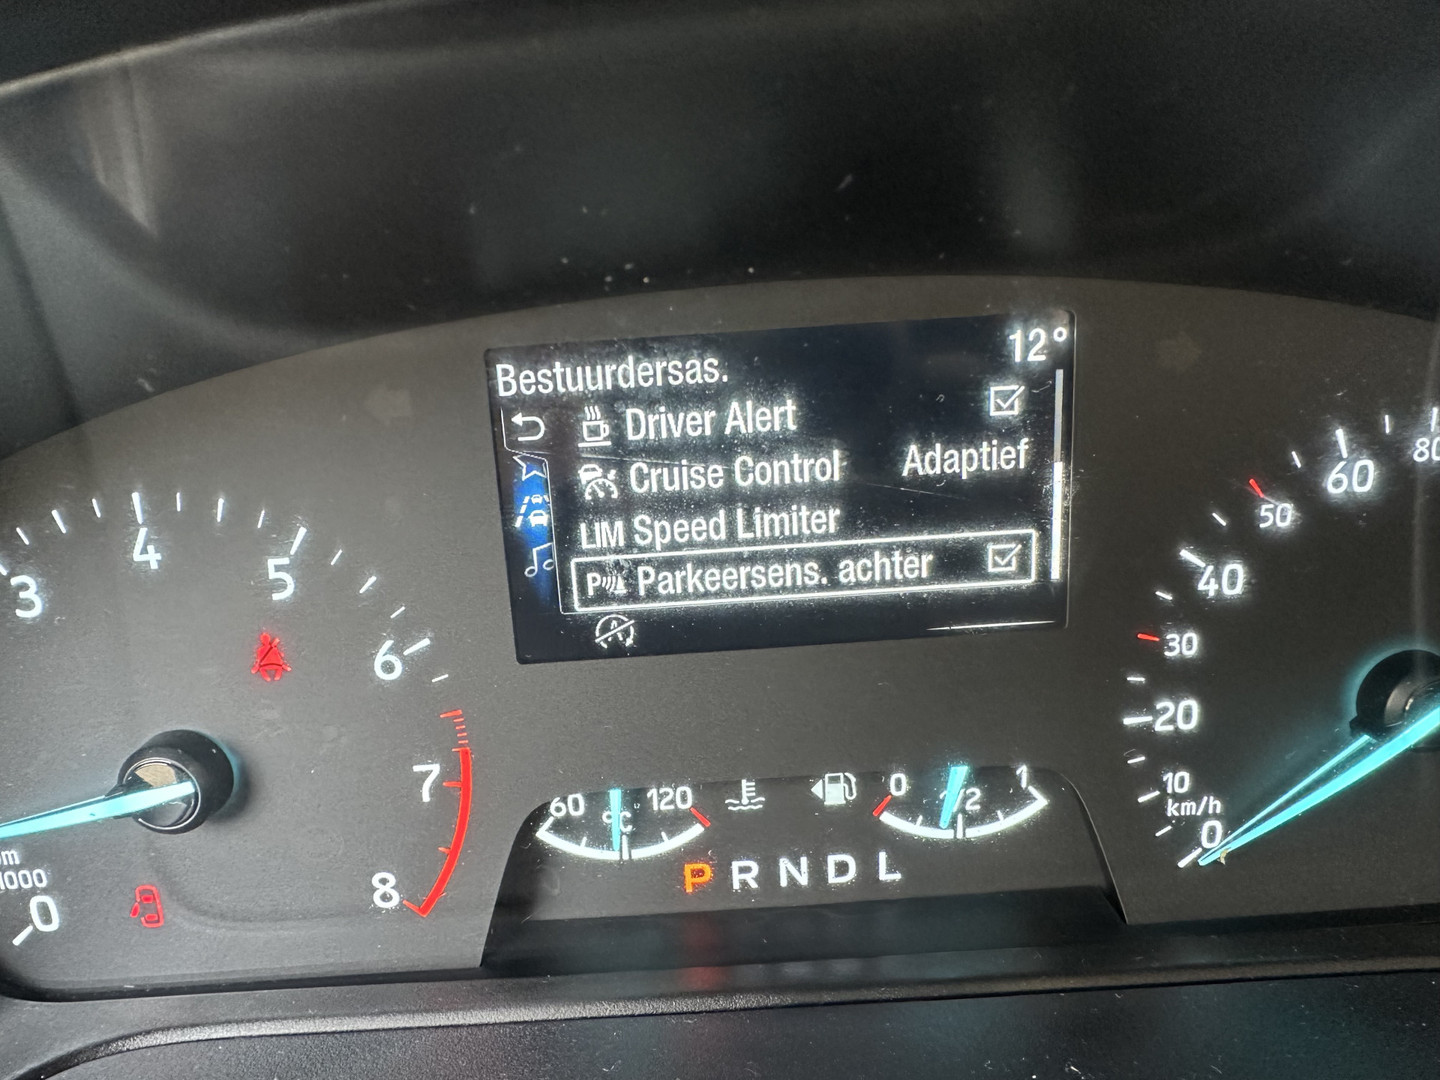 12°
Bestuurdersas.
Driver Alert
Cruise Control Adaptief
LIM Speed Limiter
P Parkeersens. achter
3
4
5
6
7
8
0
1000
60 °C 120
0 1/2 1
P R N D L
0
10
km/h
20
30
40
50
60
80